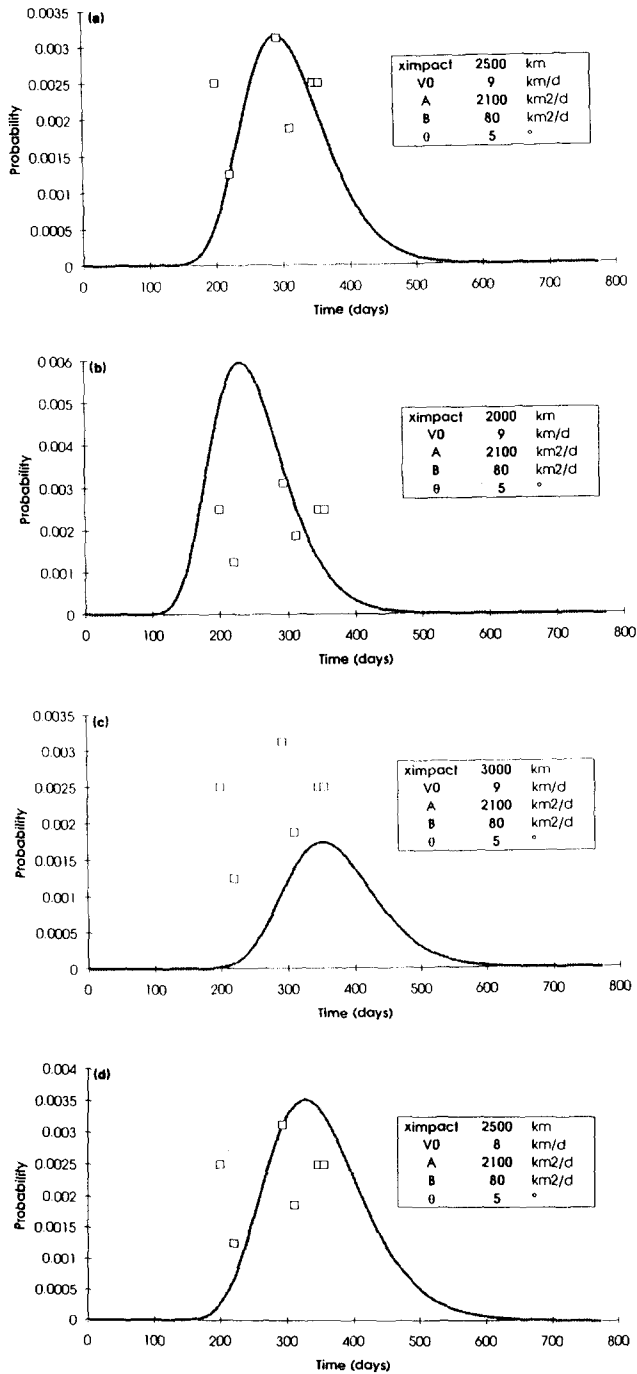 (a)
0.0035
0.003
0.0025
0.002
0.0015
0.001
0.0005
0
Probability
0 100 200 300 400 500 600 700 800
Time (days)
ximpact 2500 km
V0 9 km/d
A 2100 km2/d
B 80 km2/d
θ 5 °
(b)
0.006
0.005
0.004
0.003
0.002
0.001
0
Probability
0 100 200 300 400 500 600 700 800
Time (days)
ximpact 2000 km
V0 9 km/d
A 2100 km2/d
B 80 km2/d
θ 5 °
(c)
0.0035
0.003
0.0025
0.002
0.0015
0.001
0.0005
0
Probability
0 100 200 300 400 500 600 700 800
Time (days)
ximpact 3000 km
V0 9 km/d
A 2100 km2/d
B 80 km2/d
θ 5 °
(d)
0.004
0.0035
0.003
0.0025
0.002
0.0015
0.001
0.0005
0
Probability
0 100 200 300 400 500 600 700 800
Time (days)
ximpact 2500 km
V0 8 km/d
A 2100 km2/d
B 80 km2/d
θ 5 °